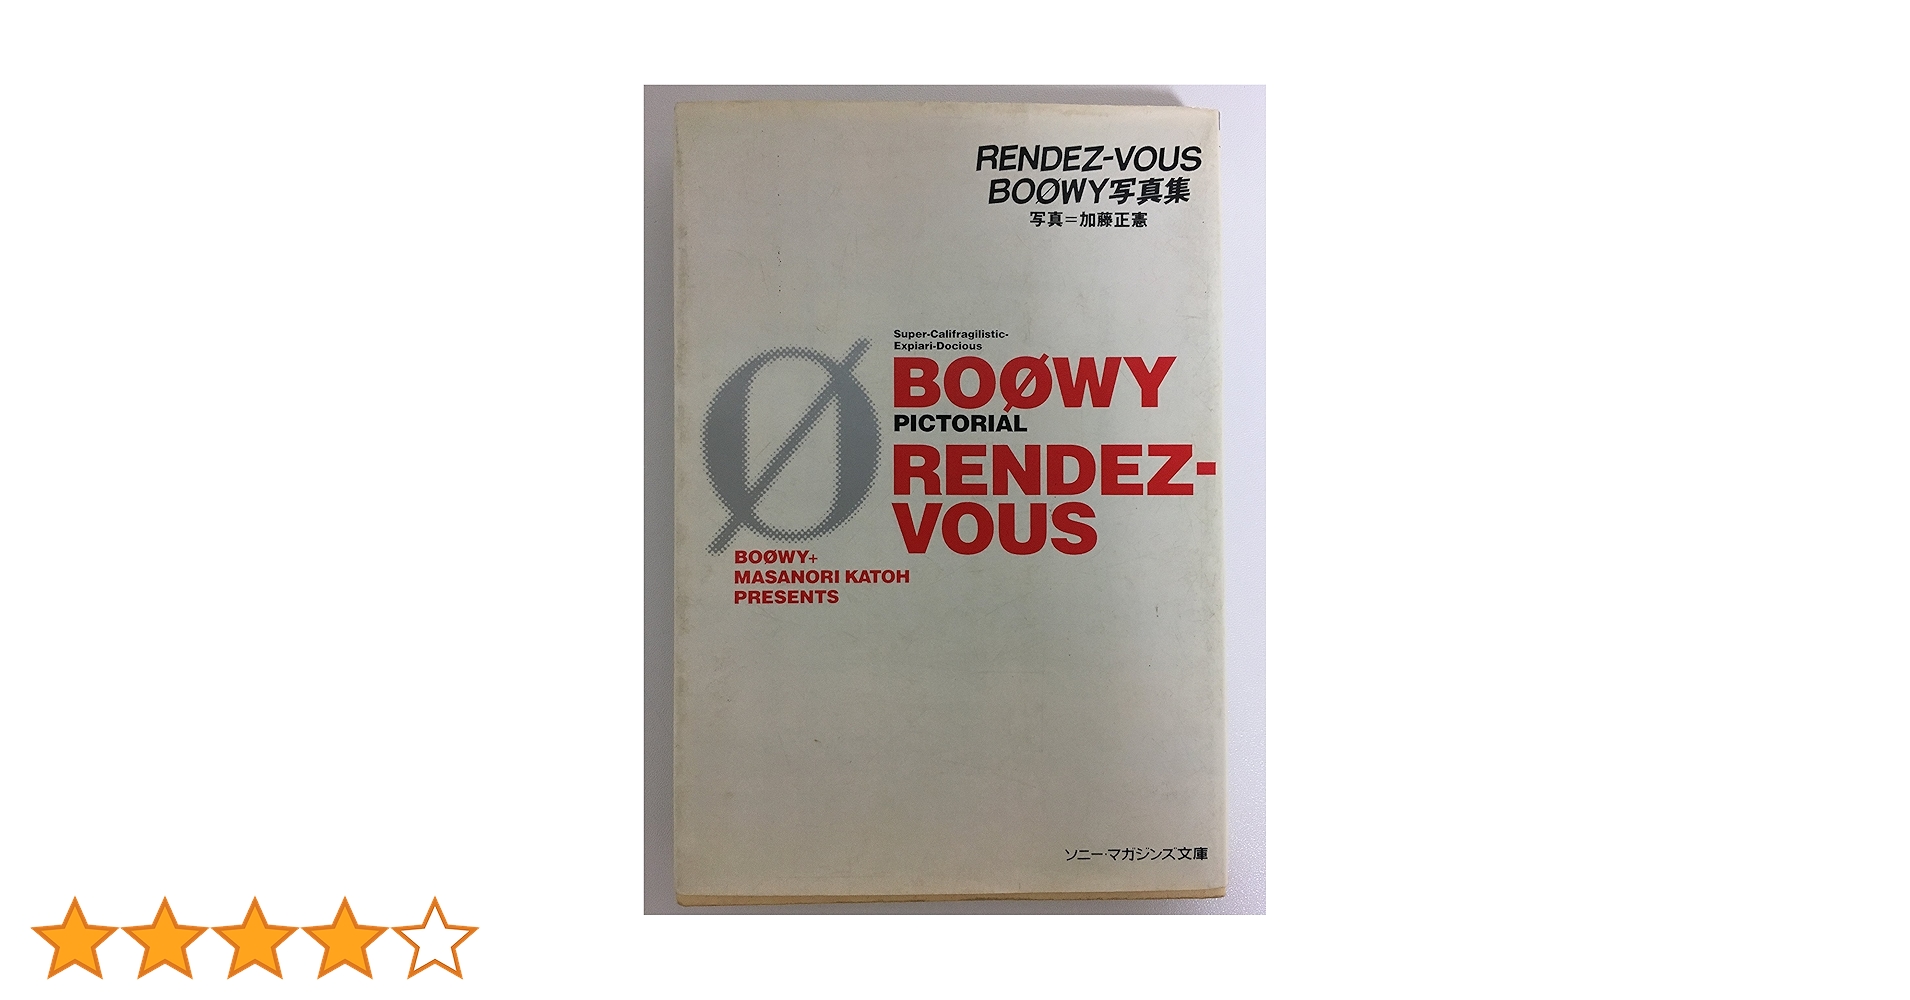 RENDEZ-VOUS
BOØWY写真集
写真=加藤正憲
Super-Califragilistic-
Expiari-Docious
BOØWY
PICTORIAL
RENDEZ-
VOUS
Ø
BOØWY+
MASANORI KATOH
PRESENTS
ソニー・マガジンズ文庫